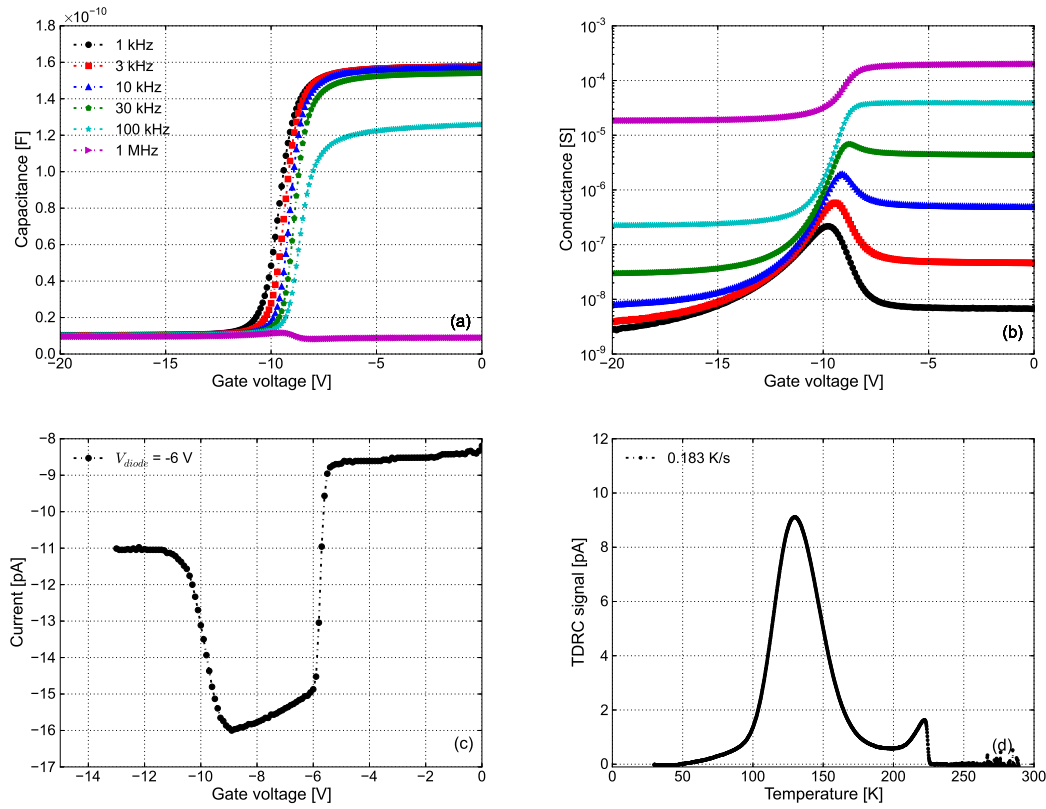 ×10⁻¹⁰
1.8
1.6
1.4
1.2
1.0
0.8
0.6
0.4
0.2
0.0
Capacitance [F]
1 kHz
3 kHz
10 kHz
30 kHz
100 kHz
1 MHz
(a)
−20 −15 −10 −5 0
Gate voltage [V]
10⁻³
10⁻⁴
10⁻⁵
10⁻⁶
10⁻⁷
10⁻⁸
10⁻⁹
Conductance [S]
(b)
−20 −15 −10 −5 0
Gate voltage [V]
−8
−9
−10
−11
−12
−13
−14
−15
−16
−17
Current [pA]
V_diode = -6 V
(c)
−14 −12 −10 −8 −6 −4 −2 0
Gate voltage [V]
12
10
8
6
4
2
0
TDRC signal [pA]
0.183 K/s
(d)
0 50 100 150 200 250 300
Temperature [K]